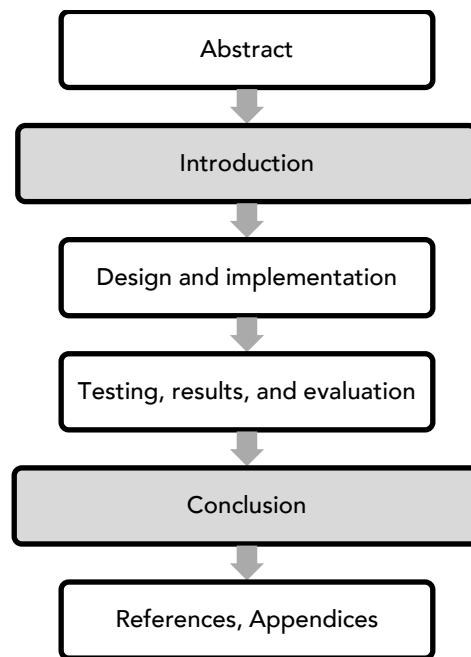 Abstract
Introduction
Design and implementation
Testing, results, and evaluation
Conclusion
References, Appendices